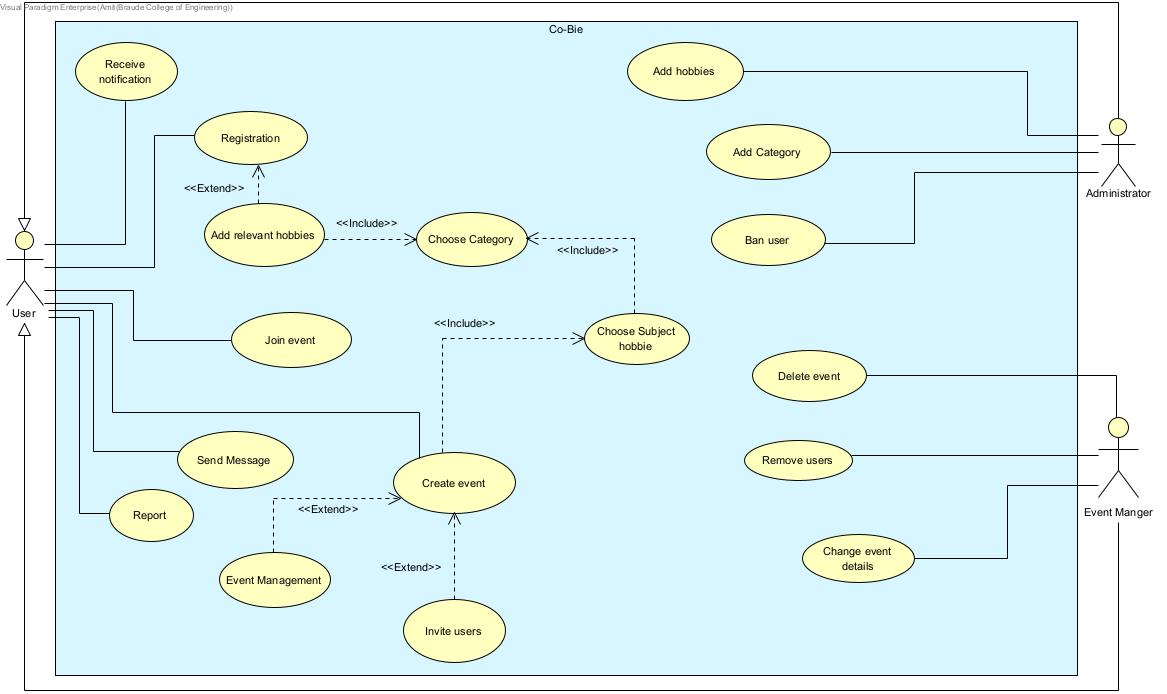 Visual Paradigm Enterprise(Amil(Braude College of Engineering))
Co-Bie
Receive
notification
Add hobbies
Registration
Add Category
<<Extend>>
Administrator
<<Include>>
Add relevant hobbies
Choose Category
Ban user
<<Include>>
User
<<Include>>
Choose Subject
hobbie
Join event
Delete event
Send Message
Remove users
Create event
<<Extend>>
Report
Event Manger
Change event
details
<<Extend>>
Event Management
Invite users